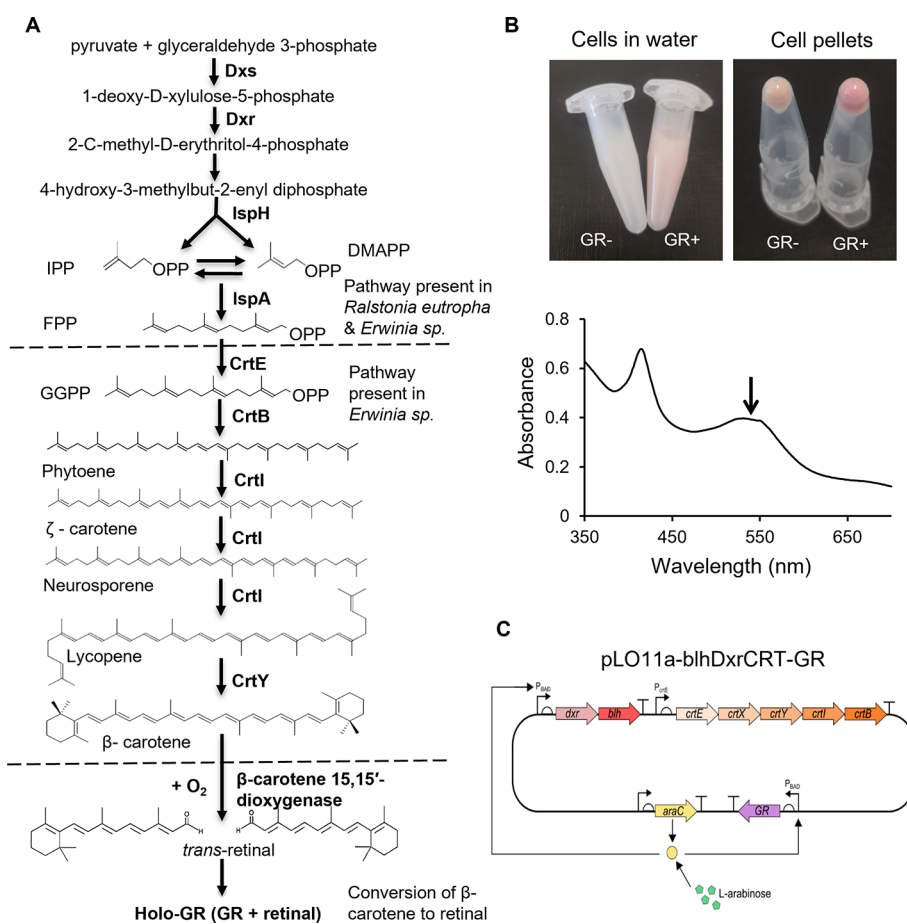 A
pyruvate + glyceraldehyde 3-phosphate
Dxs
1-deoxy-D-xylulose-5-phosphate
Dxr
2-C-methyl-D-erythritol-4-phosphate
4-hydroxy-3-methylbut-2-enyl diphosphate
IspH
IPP
OPP
DMAPP
OPP
IspA
Pathway present in
Ralstonia eutropha
& Erwinia sp.
FPP
OPP
CrtE
GGPP
OPP
Pathway
present in
Erwinia sp.
CrtB
Phytoene
CrtI
ζ - carotene
CrtI
Neurosporene
CrtI
Lycopene
CrtY
β- carotene
+ O2
β-carotene 15,15′-
dioxygenase
O
H
O
H
trans-retinal
Holo-GR (GR + retinal)
Conversion of β-
carotene to retinal
B
Cells in water
Cell pellets
GR-
GR+
GR-
GR+
Absorbance
0.8
0.6
0.4
0.2
0
350
450
550
650
Wavelength (nm)
C
pLO11a-blhDxrCRT-GR
PBAD
PcrtE
dxr
blh
crtE
crtX
crtY
crtI
crtB
PBAD
araC
GR
L-arabinose